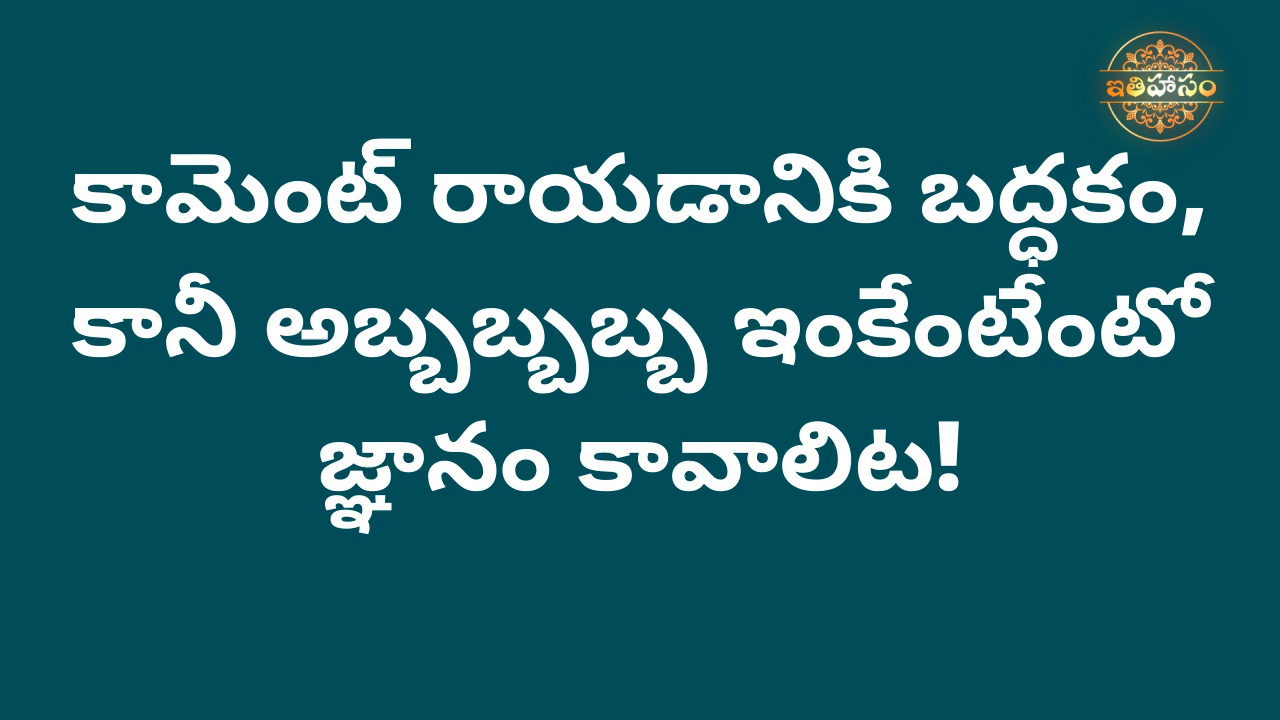 ఇతిహాసం
కామెంట్ రాయడానికి బద్ధకం,
కానీ అబ్బబ్బబ్బ ఇంకేంటేంటో
జ్ఞానం కావాలిట!